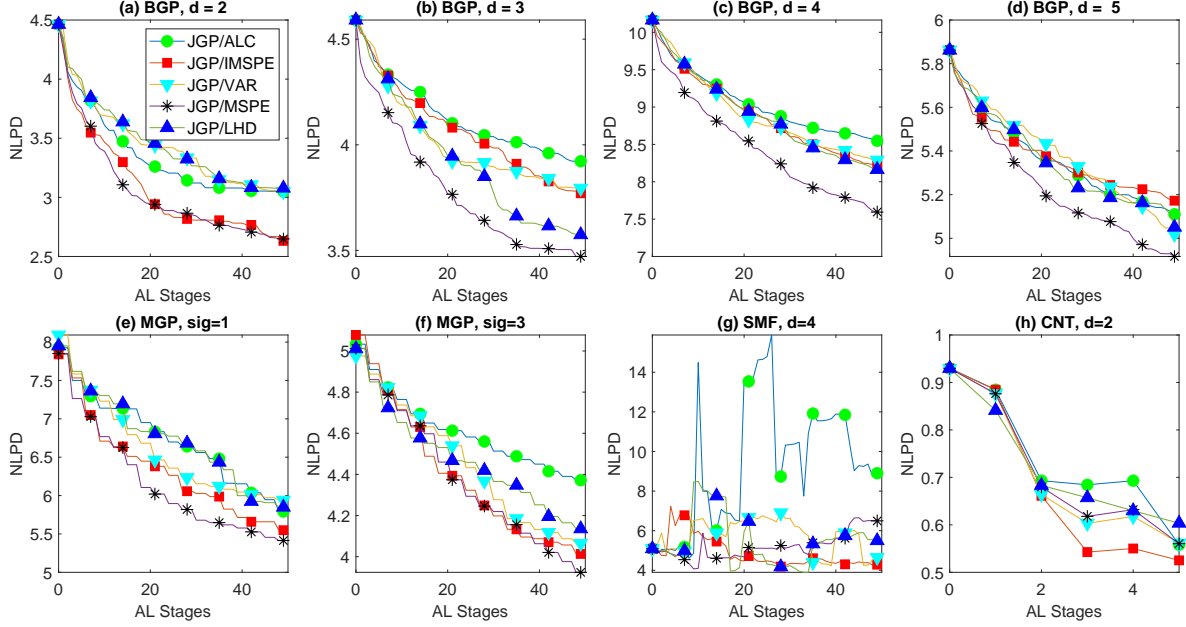 (a) BGP, d = 2
4.5
4
3.5
3
2.5
NLPD
0
20
40
AL Stages
JGP/ALC
JGP/IMSPE
JGP/VAR
JGP/MSPE
JGP/LHD
(b) BGP, d = 3
4.5
4
3.5
NLPD
0
20
40
AL Stages
(c) BGP, d = 4
10
9.5
9
8.5
8
7.5
7
NLPD
0
20
40
AL Stages
(d) BGP, d = 5
6
5.8
5.6
5.4
5.2
5
NLPD
0
20
40
AL Stages
(e) MGP, sig=1
8
7.5
7
6.5
6
5.5
5
NLPD
0
20
40
AL Stages
(f) MGP, sig=3
5
4.8
4.6
4.4
4.2
4
NLPD
0
20
40
AL Stages
(g) SMF, d=4
14
12
10
8
6
4
NLPD
0
20
40
AL Stages
(h) CNT, d=2
1
0.9
0.8
0.7
0.6
0.5
NLPD
0
2
4
AL Stages